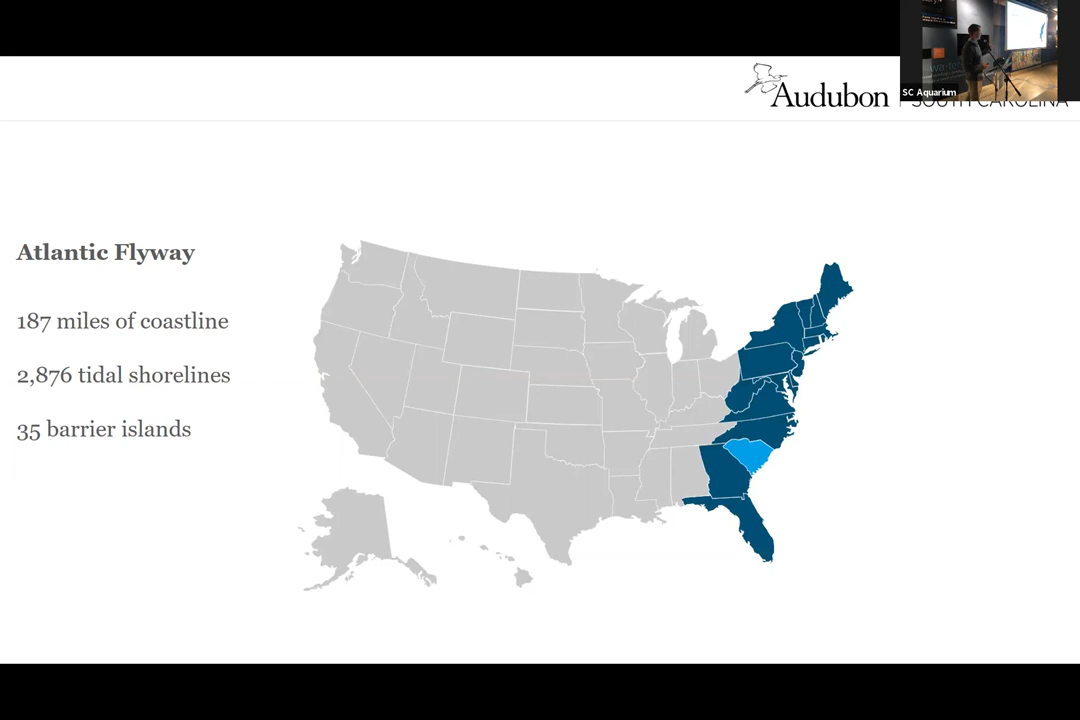 Audubon
SOUTH CAROLINA
SC Aquarium
Atlantic Flyway
187 miles of coastline
2,876 tidal shorelines
35 barrier islands